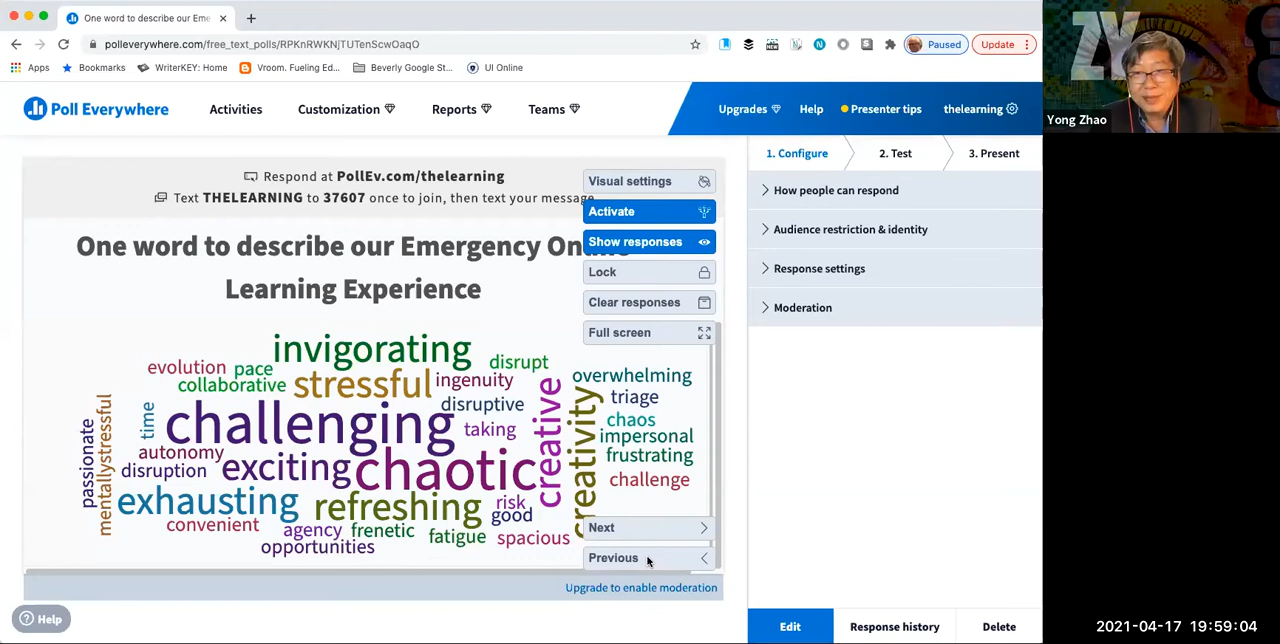 One word to describe our Eme
polleverywhere.com/free_text_polls/RPKnRWKNjTUTenScwOaqO
Paused
Update
Apps
Bookmarks
WriterKEY: Home
Vroom. Fueling Ed...
Beverly Google St...
UI Online
Poll Everywhere
Activities
Customization
Reports
Teams
Upgrades
Help
Presenter tips
thelearning
Yong Zhao
Respond at PollEv.com/thelearning
Text THELEARNING to 37607 once to join, then text your message
One word to describe our Emergency On
Learning Experience
Visual settings
Activate
Show responses
Lock
Clear responses
Full screen
invigorating
evolution
pace
disrupt
collaborative
stressful
ingenuity
overwhelming
triage
challenging
disruptive
time
taking
creative
creativity
chaos
impersonal
frustrating
challenge
passionate
mentallystressful
autonomy
disruption
exciting
chaotic
exhausting
refreshing
risk
good
convenient
agency
frenetic
fatigue
spacious
opportunities
Next
Previous
Upgrade to enable moderation
Help
1. Configure
2. Test
3. Present
How people can respond
Audience restriction & identity
Response settings
Moderation
Edit
Response history
Delete
2021-04-17 19:59:04